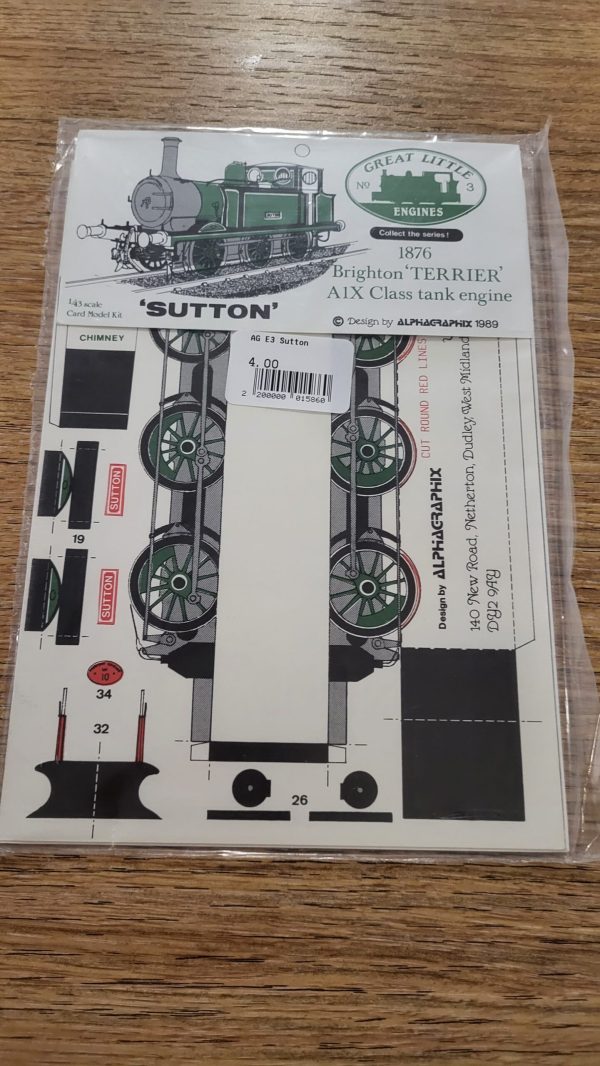 GREAT LITTLE
No 3
ENGINES
Collect the series!
1876
Brighton 'TERRIER'
A1X Class tank engine
1/43 scale
Card Model Kit
'SUTTON'
© Design by ALPHAGRAPHIX 1989
AG E3 Sutton
4.00
2 200000 015860
CHIMNEY
CUT ROUND RED LINES
Design by ALPHAGRAPHIX
140 New Road, Netherton, Dudley, West Midland
DY2 9AY
SUTTON
19
SUTTON
10
34
32
26